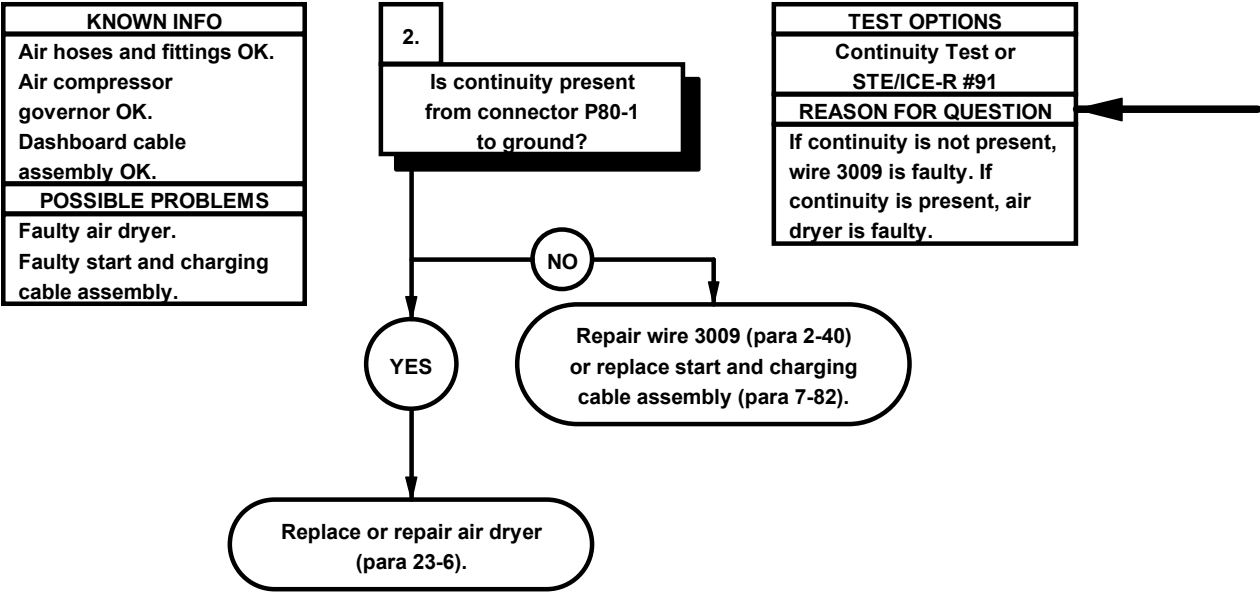 KNOWN INFO
Air hoses and fittings OK.
Air compressor
governor OK.
Dashboard cable
assembly OK.
POSSIBLE PROBLEMS
Faulty air dryer.
Faulty start and charging
cable assembly.
2.
Is continuity present
from connector P80-1
to ground?
TEST OPTIONS
Continuity Test or
STE/ICE-R #91
REASON FOR QUESTION
If continuity is not present,
wire 3009 is faulty. If
continuity is present, air
dryer is faulty.
NO
YES
Repair wire 3009 (para 2-40)
or replace start and charging
cable assembly (para 7-82).
Replace or repair air dryer
(para 23-6).